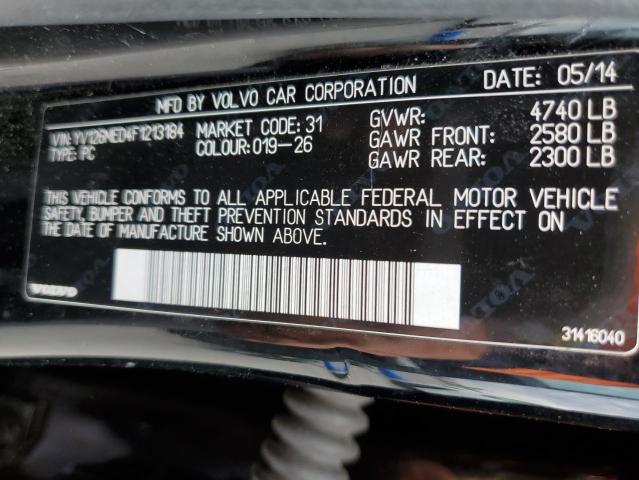 MFD BY VOLVO CAR CORPORATION DATE: 05/14
VIN: YV126MED4F1213184 MARKET CODE: 31 GVWR: 4740 LB
TYPE: PC COLOUR: 019-26 GAWR FRONT: 2580 LB
GAWR REAR: 2300 LB
THIS VEHICLE CONFORMS TO ALL APPLICABLE FEDERAL MOTOR VEHICLE
SAFETY, BUMPER AND THEFT PREVENTION STANDARDS IN EFFECT ON
THE DATE OF MANUFACTURE SHOWN ABOVE.
VOLVO
31416040